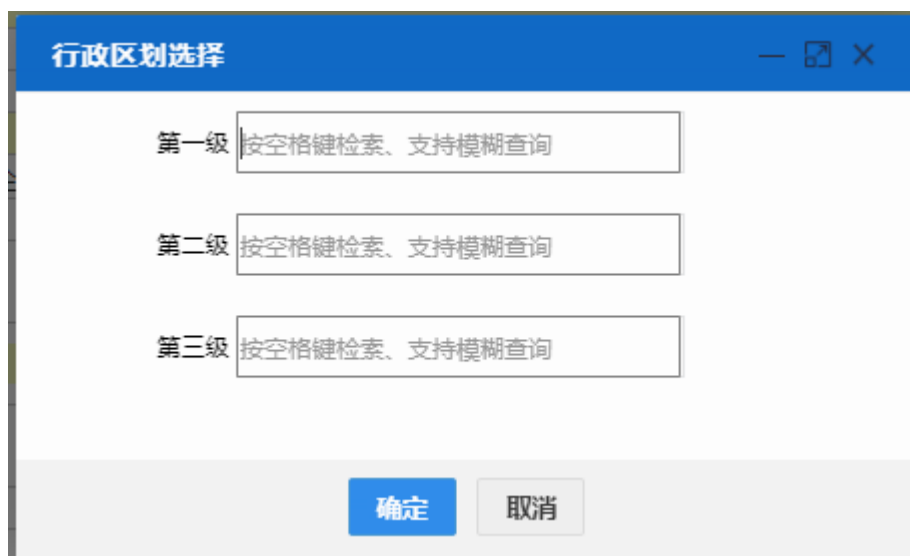 行政区划选择
第一级 按空格键检索、支持模糊查询
第二级 按空格键检索、支持模糊查询
第三级 按空格键检索、支持模糊查询
确定 取消